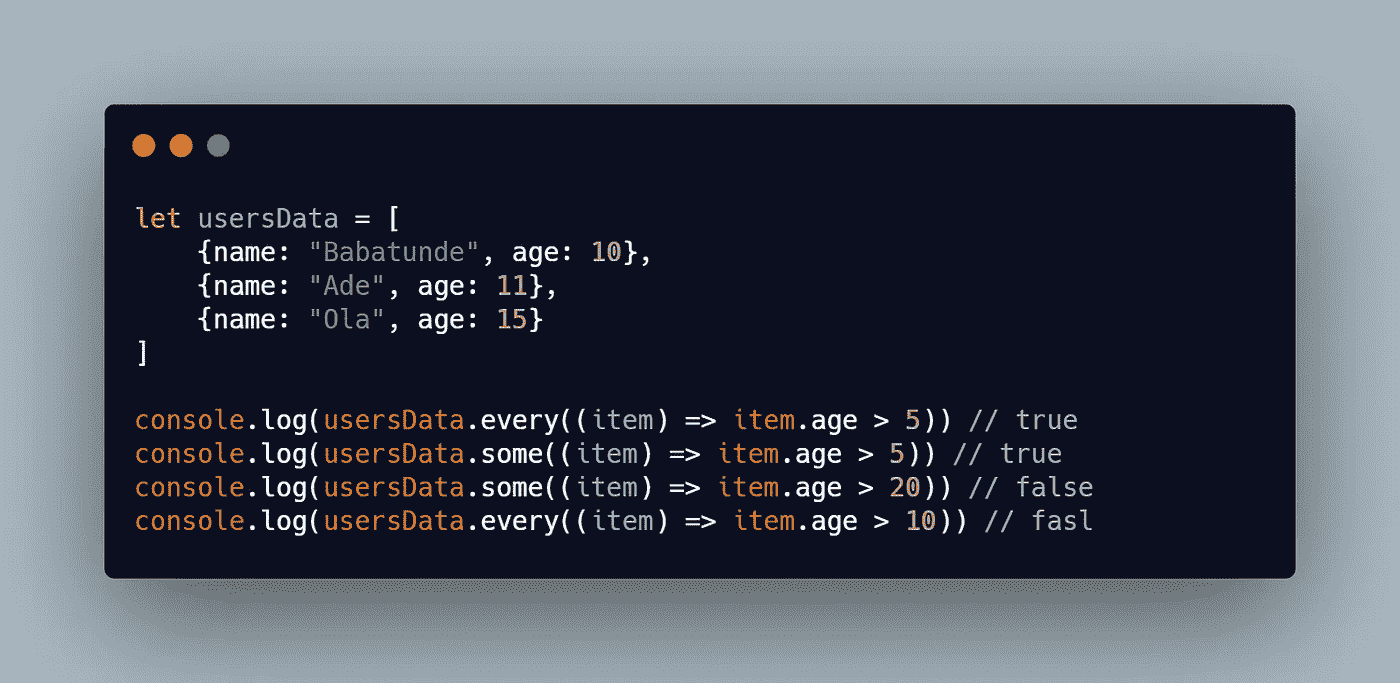 let usersData = [
    {name: "Babatunde", age: 10},
    {name: "Ade", age: 11},
    {name: "Ola", age: 15}
]
console.log(usersData.every((item) => item.age > 5)) // true
console.log(usersData.some((item) => item.age > 5)) // true
console.log(usersData.some((item) => item.age > 20)) // false
console.log(usersData.every((item) => item.age > 10)) // fasl